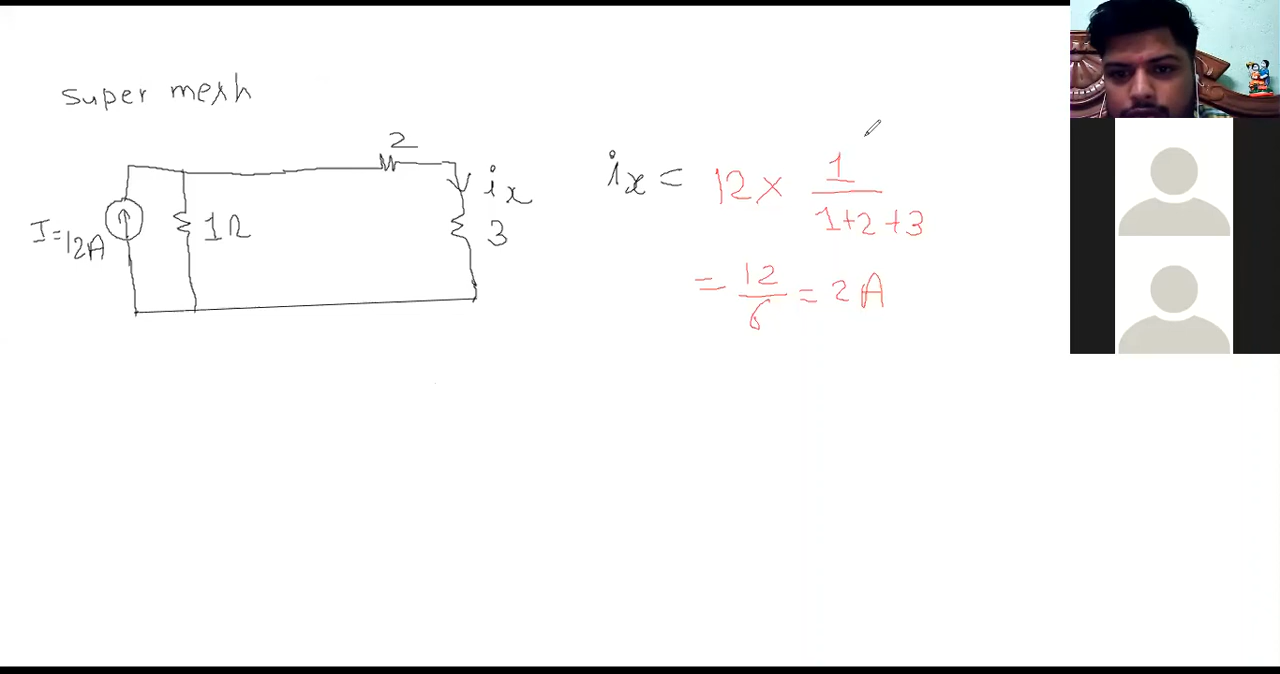 super mesh
2
I=12A
1Ω
ix
3
ix = 12 × 1/(1+2+3)
= 12/6 = 2A